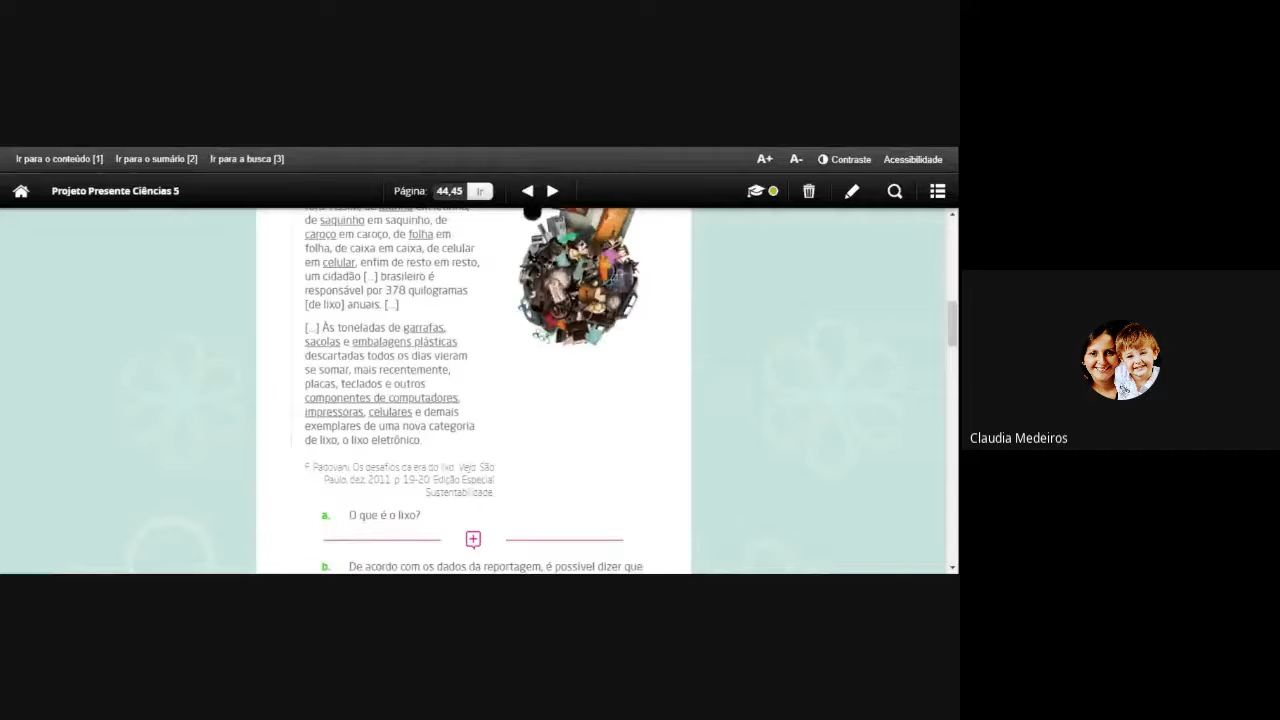 Ir para o conteúdo [1] Ir para o sumário [2] Ir para a busca [3]
A+ A- Contraste Acessibilidade
Projeto Presente Ciências 5
Página: 44,45 Ir
de saquinho em saquinho, de
caroço em caroço, de folha em
folha, de caixa em caixa, de celular
em celular, enfim de resto em resto,
um cidadão [...] brasileiro é
responsável por 378 quilogramas
[de lixo] anuais. [...]
[...] Às toneladas de garrafas,
sacolas e embalagens plásticas
descartadas todos os dias vieram
se somar, mais recentemente,
placas, teclados e outros
componentes de computadores,
impressoras, celulares e demais
exemplares de uma nova categoria
de lixo, o lixo eletrônico.
F. Padovani. Os desafios da era do lixo. Veja. São
Paulo, dez. 2011. p. 19-20. Edição Especial
Sustentabilidade.
a. O que é o lixo?
b. De acordo com os dados da reportagem, é possível dizer que
Claudia Medeiros